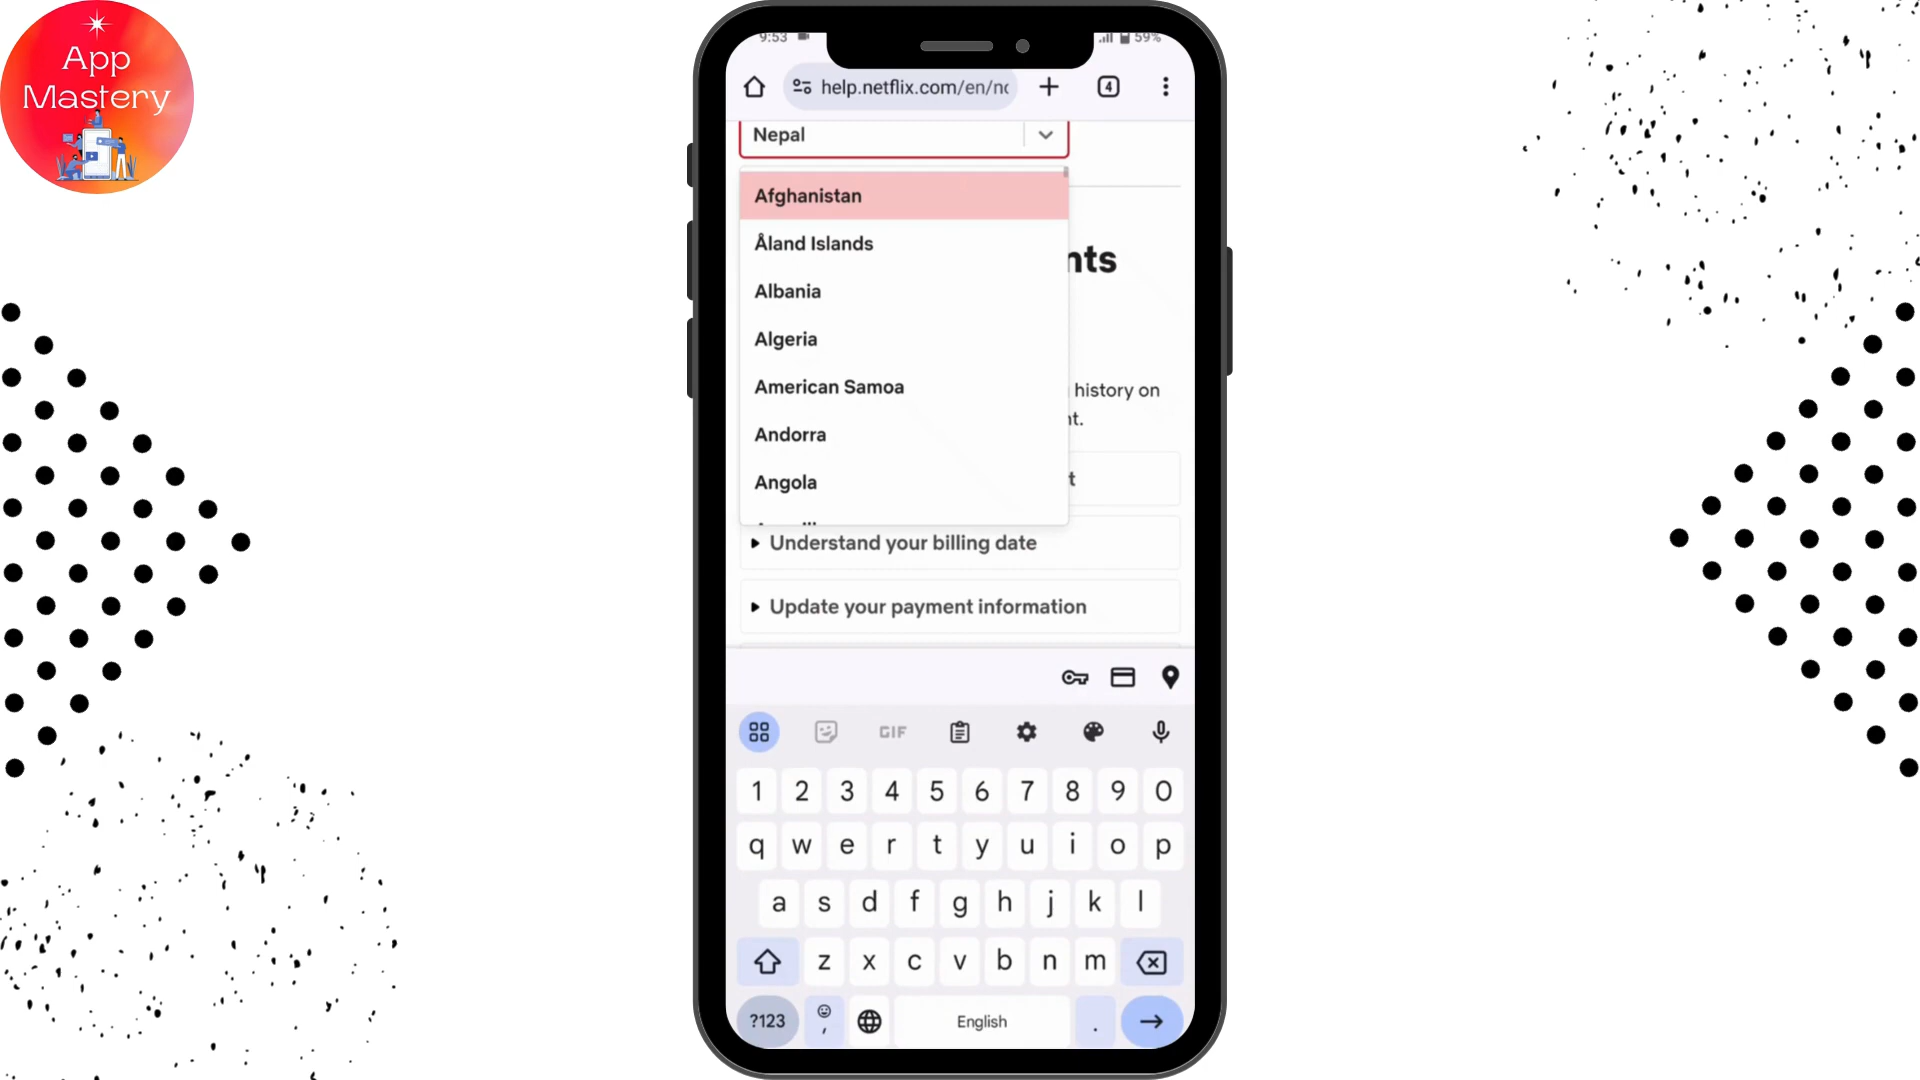 App
Mastery
9:53
59%
help.netflix.com/en/no
4
Nepal
Afghanistan
Åland Islands
nts
Albania
Algeria
American Samoa
history on
nt.
Andorra
Angola
t
Understand your billing date
Update your payment information
GIF
1 2 3 4 5 6 7 8 9 0
q w e r t y u i o p
a s d f g h j k l
z x c v b n m
?123 , English .